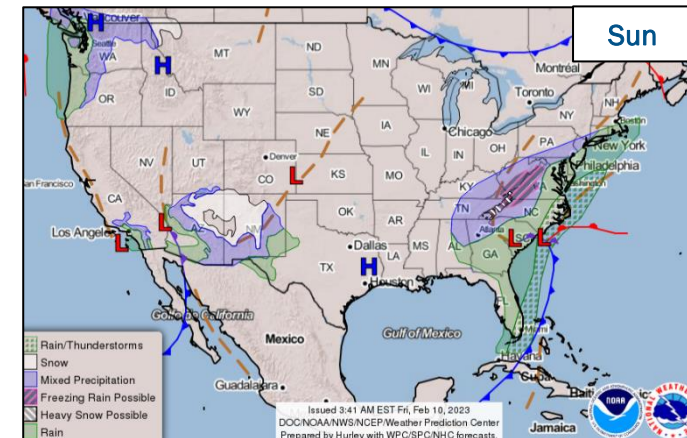 Sun
H
Vancouver
Seattle
WA
H
MT
ND
MN
Montréal
OR
ID
SD
WI
MI
Toronto
NH
WY
NY
Boston
IA
Chicago
PA
New York
NE
OH
Philadelphia
NV
UT
Denver
IL
IN
Washington
CO
L
KS
MO
KY
San Francisco
CA
TN
NC
L
AZ
NM
OK
AR
Atlanta
Los Angeles
L
L
SC
L
Dallas
MS
AL
GA
TX
H
LA
Houston
FL
Golfo de California
Miami
Mexico
Gulf of Mexico
Havana
Cuba
Guadalajara
Jamaica
Rain/Thunderstorms
Snow
Mixed Precipitation
Freezing Rain Possible
Heavy Snow Possible
Rain
Issued 3:41 AM EST Fri, Feb 10, 2023
DOC/NOAA/NWS/NCEP/Weather Prediction Center
Prepared by Hurley with WPC/SPC/NHC forecasts.
NOAA